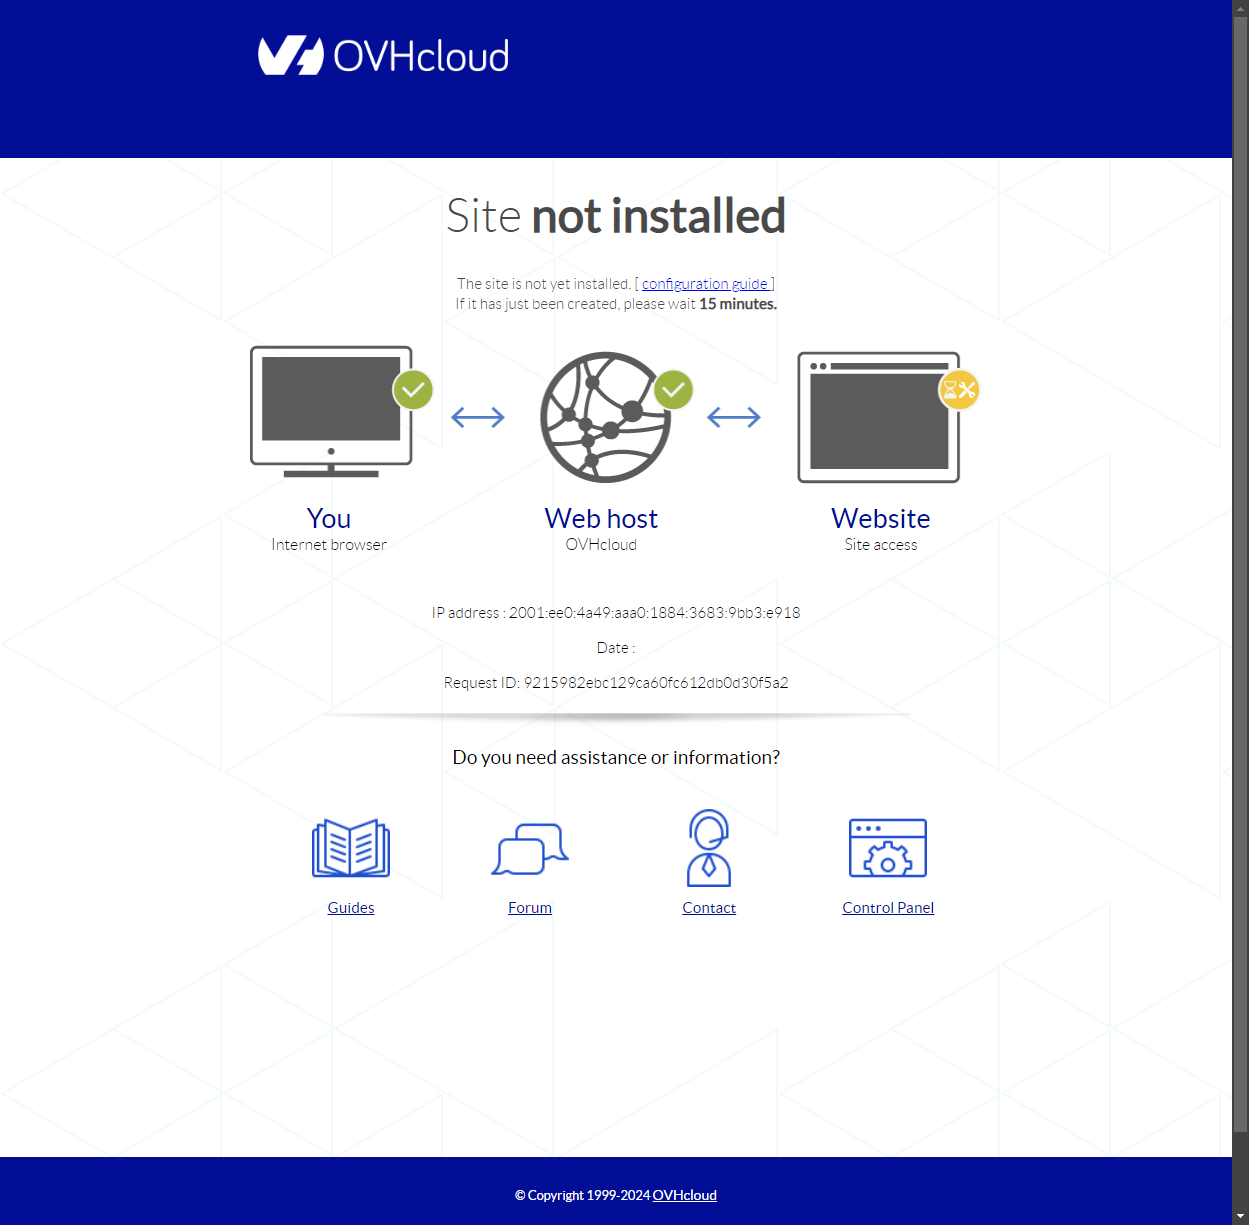 OVHcloud
Site not installed
The site is not yet installed. [ configuration guide ]
If it has just been created, please wait 15 minutes.
You
Internet browser
Web host
OVHcloud
Website
Site access
IP address : 2001:ee0:4a49:aaa0:1884:3683:9bb3:e918
Date :
Request ID: 9215982ebc129ca60fc612db0d30f5a2
Do you need assistance or information?
Guides
Forum
Contact
Control Panel
© Copyright 1999-2024 OVHcloud